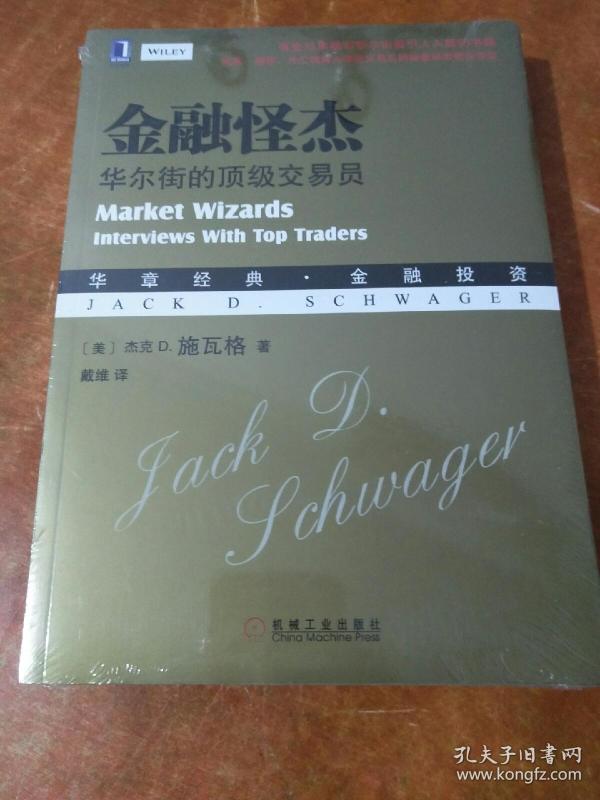 WILEY
金融怪杰
华尔街的顶级交易员
Market Wizards
Interviews With Top Traders
华章经典·金融投资
JACK D. SCHWAGER
［美］杰克 D. 施瓦格 著
戴维 译
Jack D.
Schwager
机械工业出版社
China Machine Press
孔夫子旧书网
www.kongfz.com